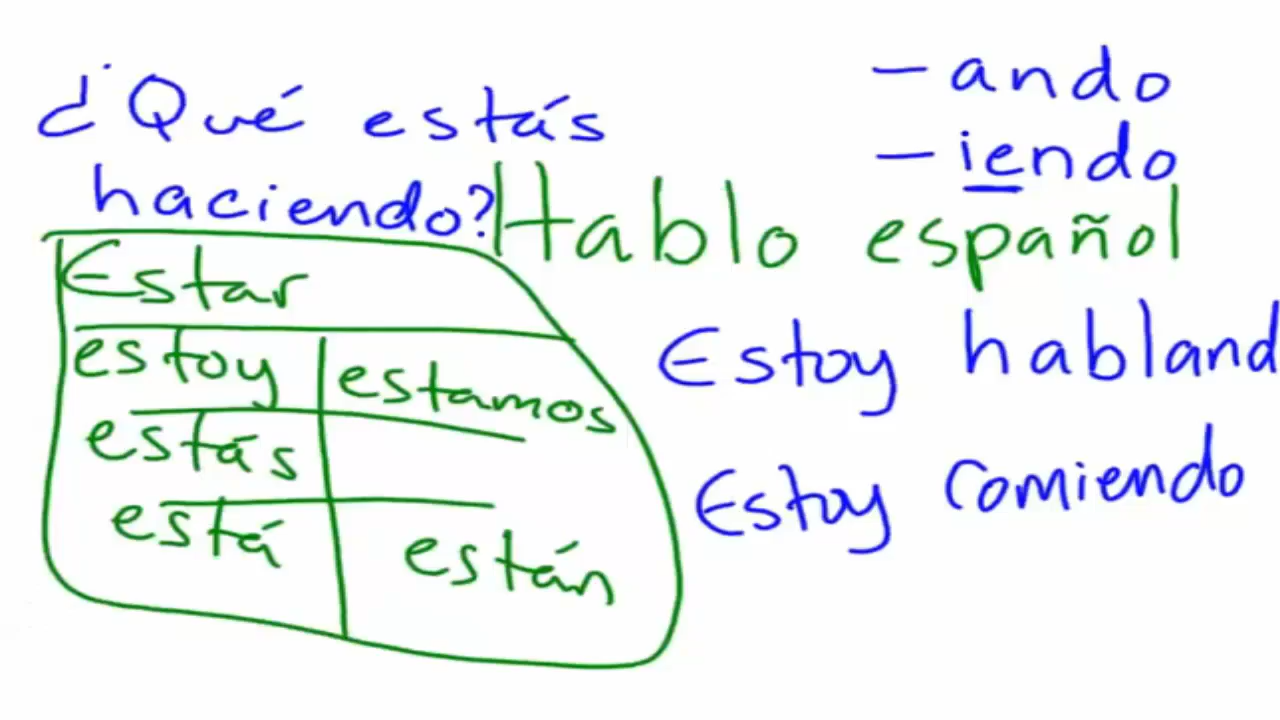 ¿Qué estás
haciendo?
-ando
-iendo
Hablo español
Estar
estoy estamos
estás
está están
Estoy habland
Estoy comiendo